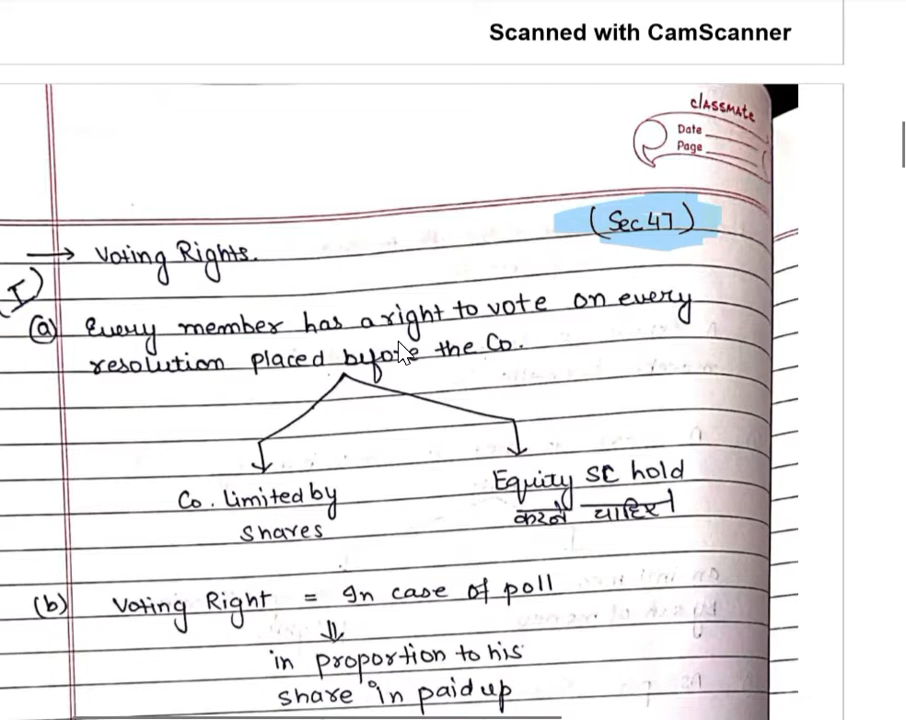 Scanned with CamScanner
classmate
Date
Page
(Sec 47)
→ Voting Rights.
(I)
(a) Every member has a right to vote on every
resolution placed before the Co.
Co. limited by
shares
Equity SC hold
करने चाहिए
(b) Voting Right = In case of poll
⇓
in proportion to his
share in paid up